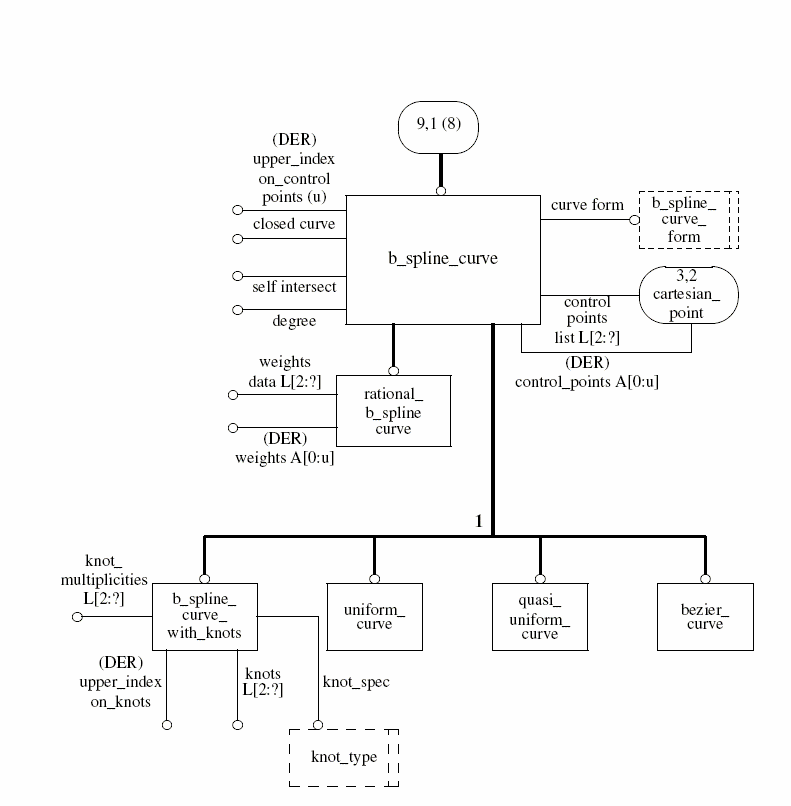 9,1 (8)
(DER)
upper_index
on_control
points (u)
closed curve
self intersect
degree
b_spline_curve
curve form
b_spline_
curve_
form
3,2
cartesian_
point
control
points
list L[2:?]
(DER)
control_points A[0:u]
weights
data L[2:?]
(DER)
weights A[0:u]
rational_
b_spline
curve
1
knot_
multiplicities
L[2:?]
b_spline_
curve_
with_knots
uniform_
curve
quasi_
uniform_
curve
bezier_
curve
(DER)
upper_index
on_knots
knots
L[2:?]
knot_spec
knot_type